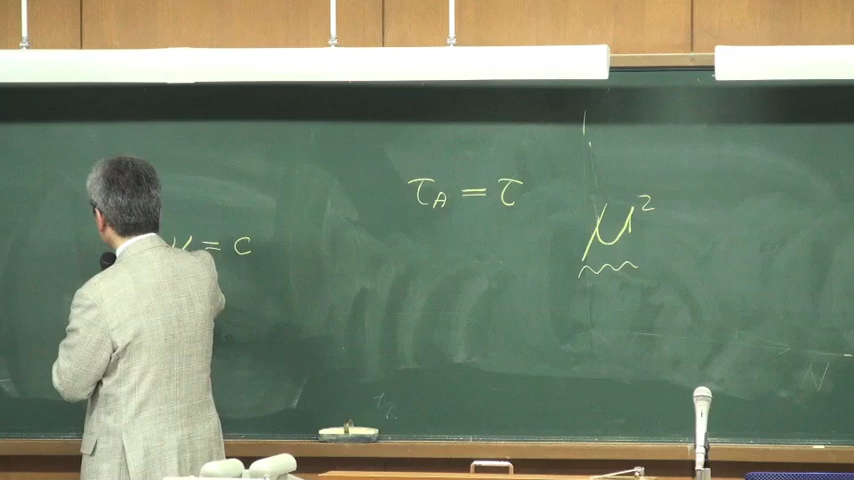 τ_A = τ
μ²
= c